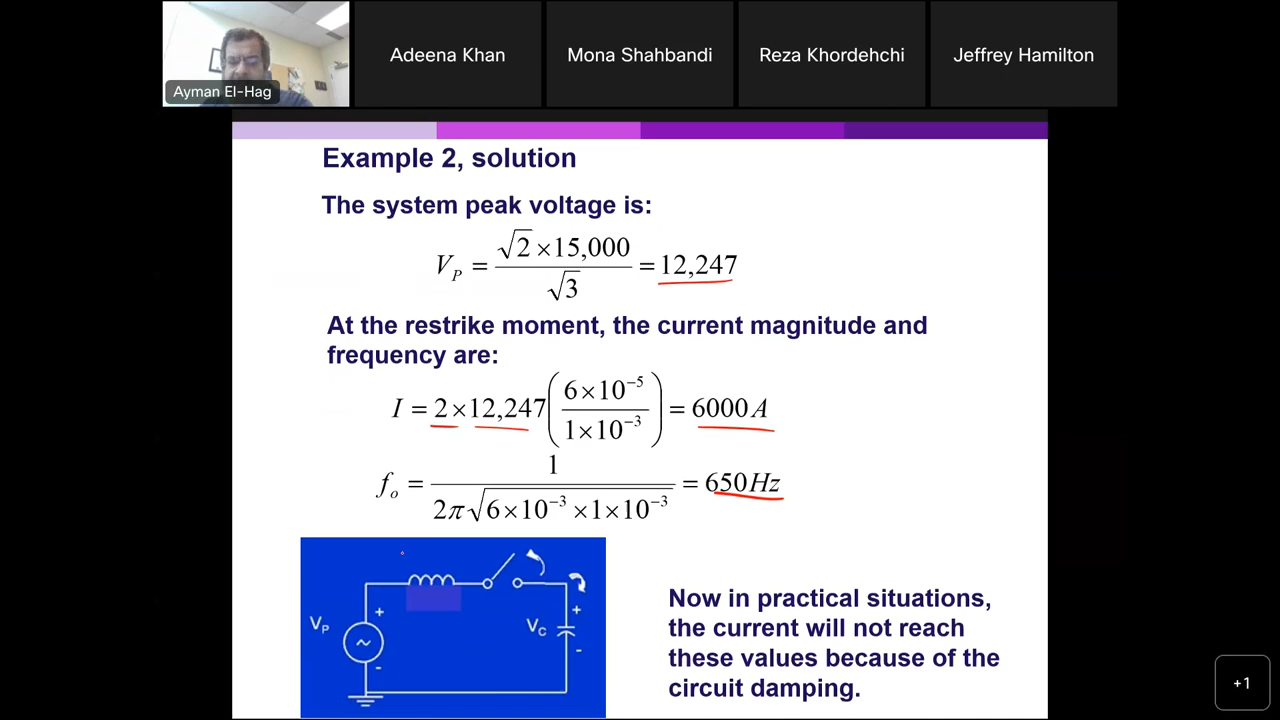 Ayman El-Hag
Adeena Khan
Mona Shahbandi
Reza Khordehchi
Jeffrey Hamilton
Example 2, solution
The system peak voltage is:
V_P = √2 × 15,000 / √3 = 12,247
At the restrike moment, the current magnitude and
frequency are:
I = 2 × 12,247 (6 × 10⁻⁵ / 1 × 10⁻³) = 6000 A
f_o = 1 / 2π√6 × 10⁻³ × 1 × 10⁻³ = 650 Hz
V_P
+
~
-
V_C
+
-
Now in practical situations,
the current will not reach
these values because of the
circuit damping.
+1